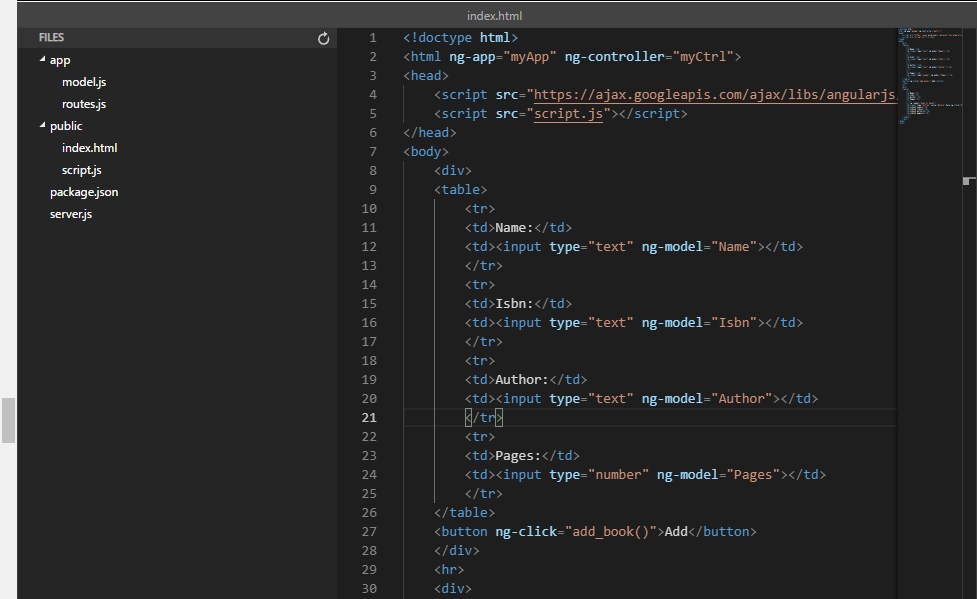 index.html
FILES
app
model.js
routes.js
public
index.html
script.js
package.json
server.js
1 <!doctype html>
2 <html ng-app="myApp" ng-controller="myCtrl">
3 <head>
4 <script src="https://ajax.googleapis.com/ajax/libs/angularjs.
5 <script src="script.js"></script>
6 </head>
7 <body>
8 <div>
9 <table>
10 <tr>
11 <td>Name:</td>
12 <td><input type="text" ng-model="Name"></td>
13 </tr>
14 <tr>
15 <td>Isbn:</td>
16 <td><input type="text" ng-model="Isbn"></td>
17 </tr>
18 <tr>
19 <td>Author:</td>
20 <td><input type="text" ng-model="Author"></td>
21 </tr>
22 <tr>
23 <td>Pages:</td>
24 <td><input type="number" ng-model="Pages"></td>
25 </tr>
26 </table>
27 <button ng-click="add_book()">Add</button>
28 </div>
29 <hr>
30 <div>